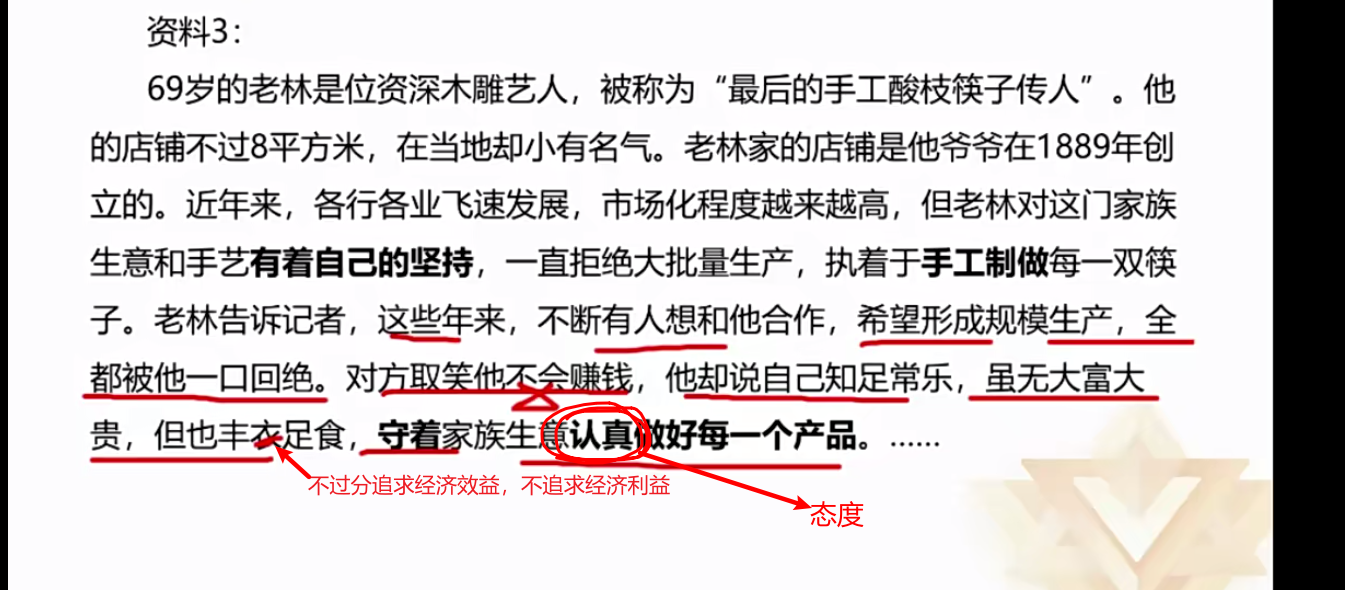 资料3：
69岁的老林是位资深木雕艺人，被称为“最后的手工酸枝筷子传人”。他
的店铺不过8平方米，在当地却小有名气。老林家的店铺是他爷爷在1889年创
立的。近年来，各行各业飞速发展，市场化程度越来越高，但老林对这门家族
生意和手艺有着自己的坚持，一直拒绝大批量生产，执着于手工制做每一双筷
子。老林告诉记者，这些年来，不断有人想和他合作，希望形成规模生产，全
都被他一口回绝。对方取笑他不会赚钱，他却说自己知足常乐，虽无大富大
贵，但也丰衣足食，守着家族生意认真做好每一个产品。......
不过分追求经济效益，不追求经济利益
态度